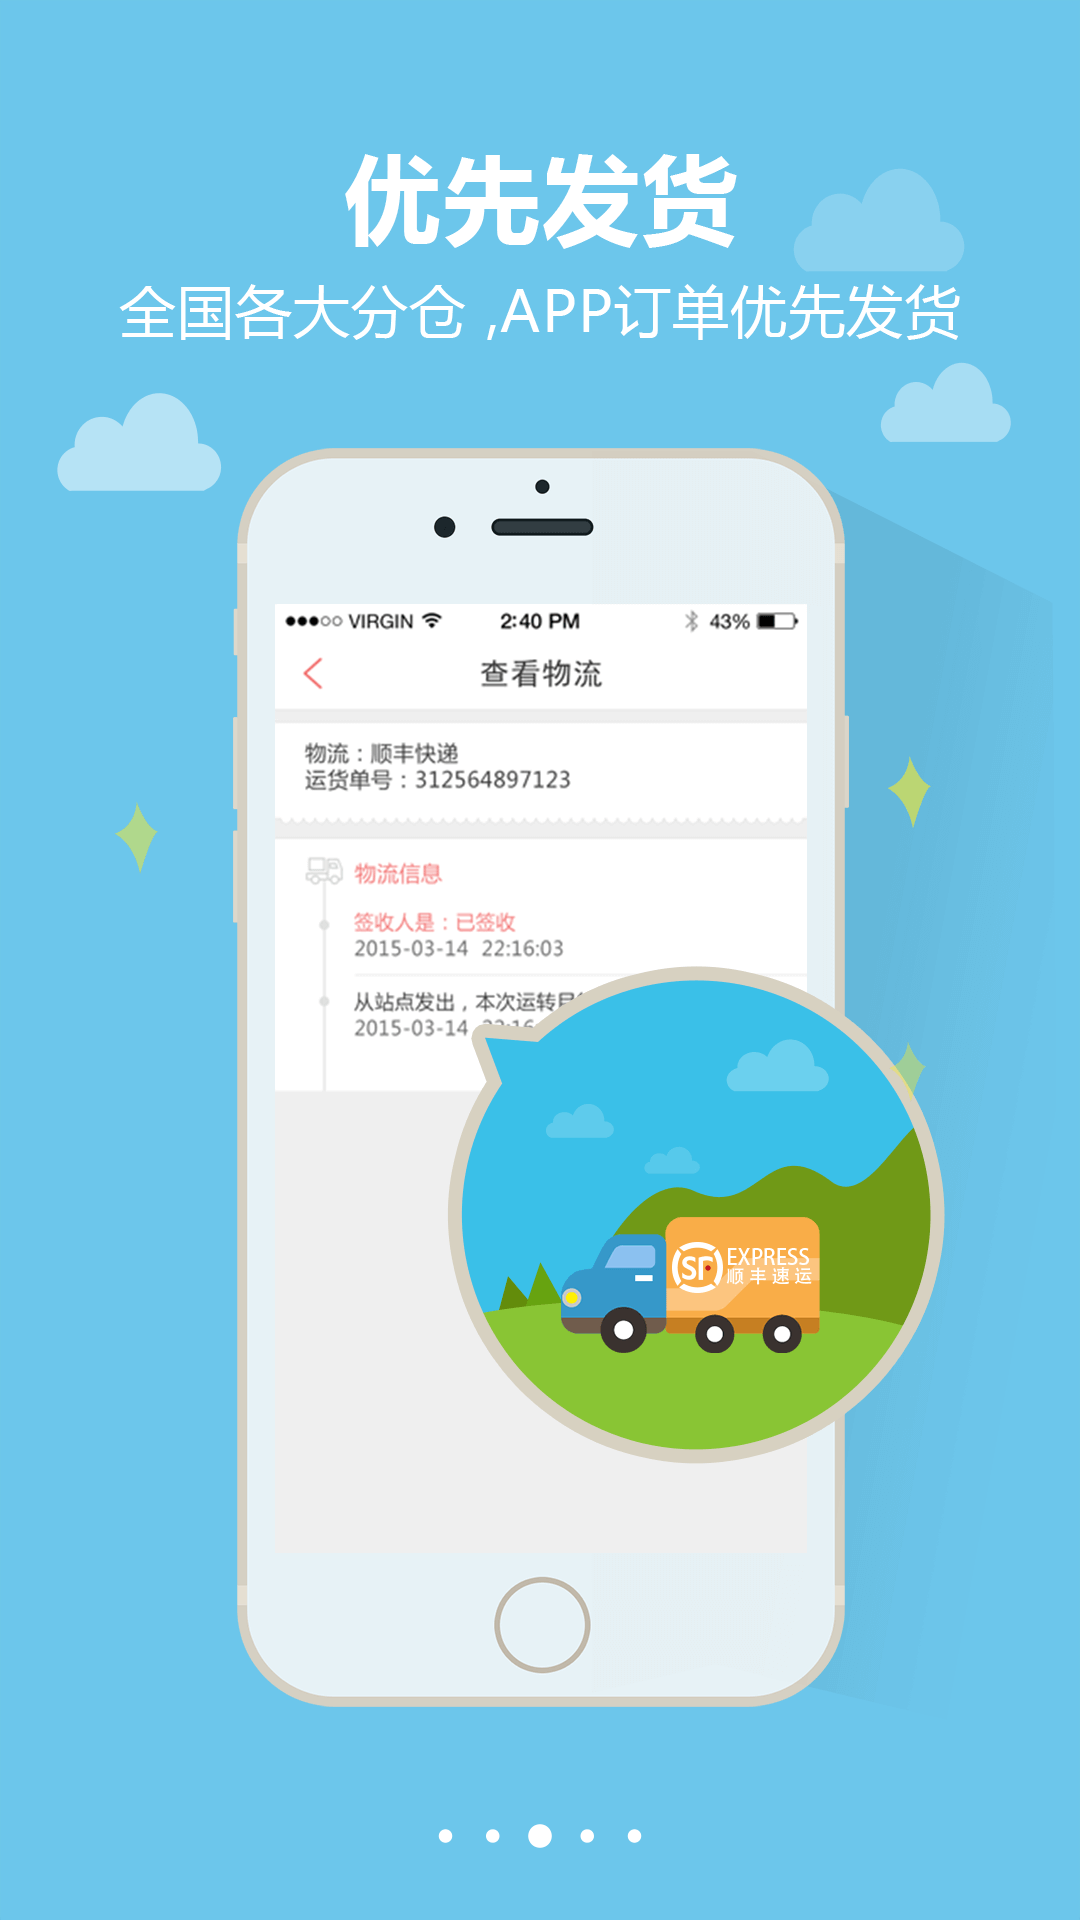 优先发货
全国各大分仓 ,APP订单优先发货
VIRGIN 2:40 PM 43%
查看物流
物流：顺丰快递
运货单号：312564897123
物流信息
签收人是：已签收
2015-03-14 22:16:03
从站点发出，本次运转
2015-03-14 22:16
SF EXPRESS
顺丰速运